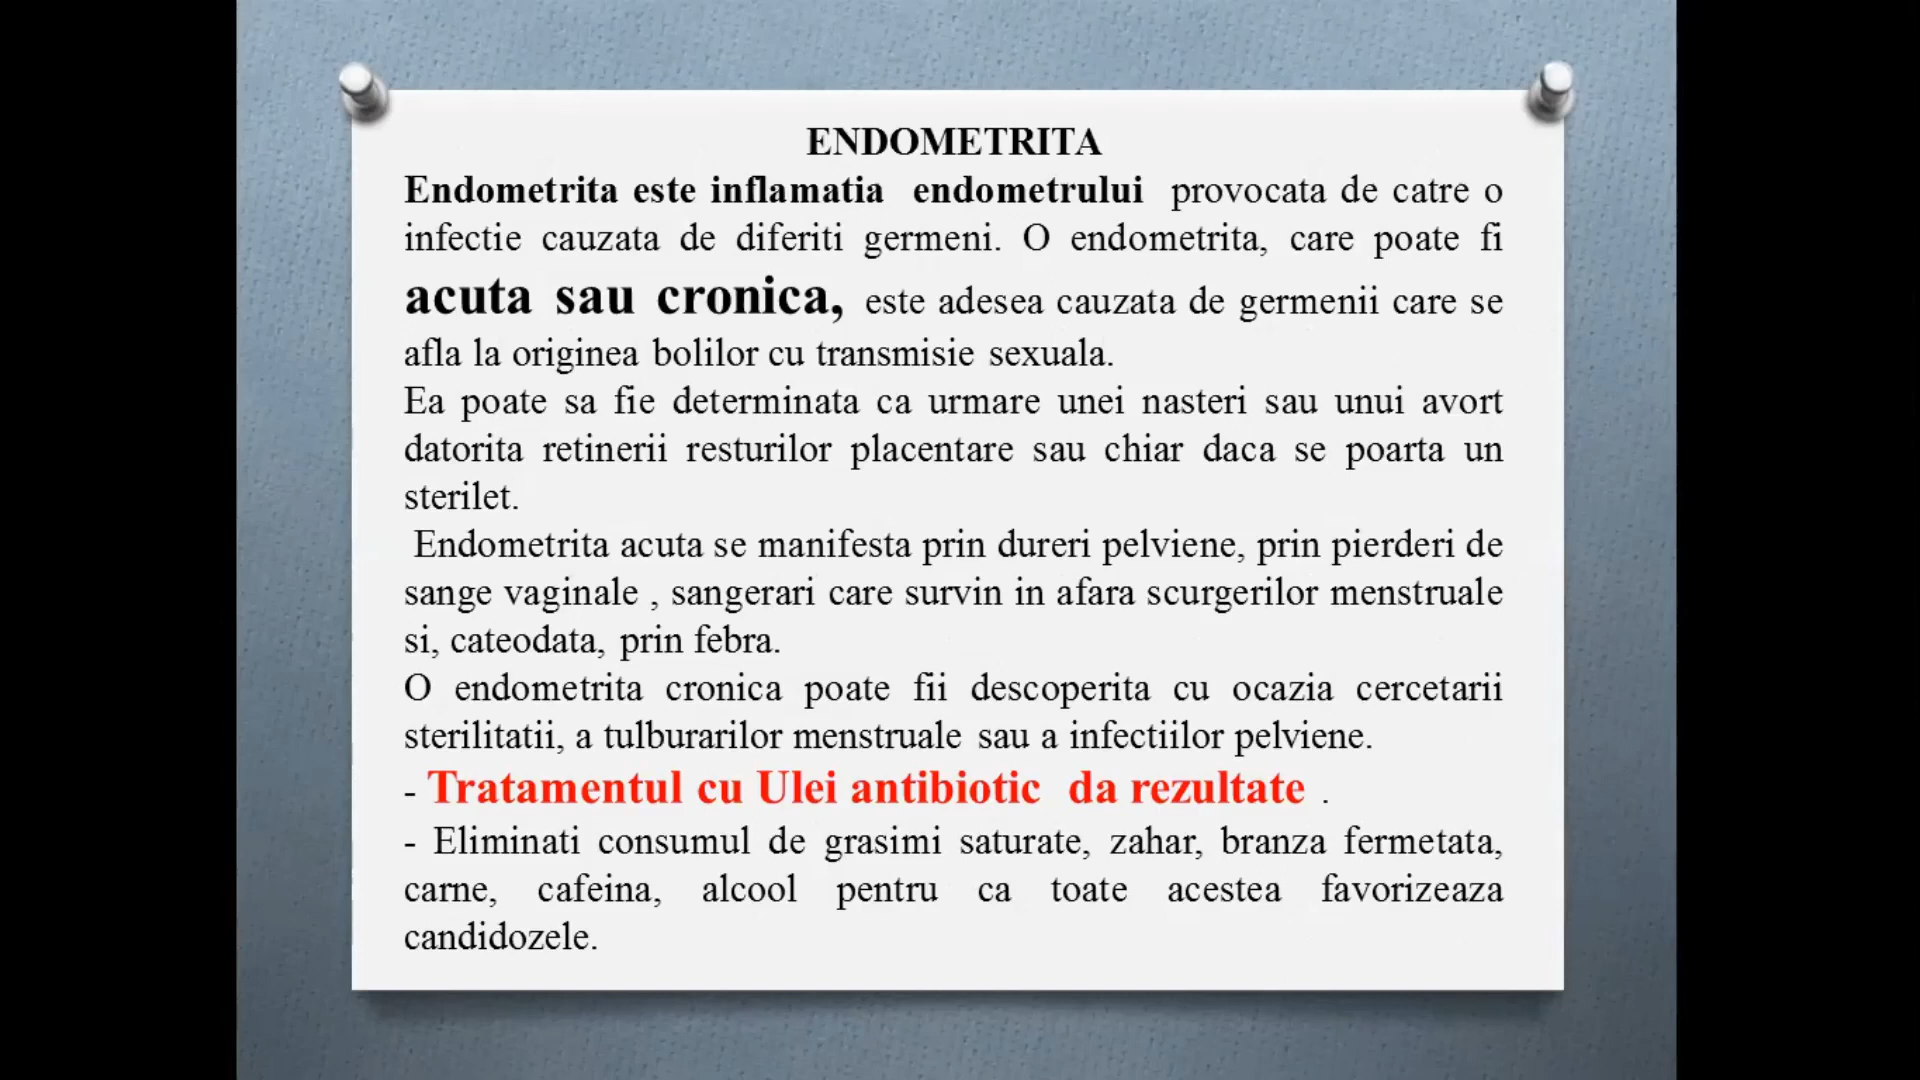 ENDOMETRITA
Endometrita este inflamatia endometrului provocata de catre o
infectie cauzata de diferiti germeni. O endometrita, care poate fi
acuta sau cronica, este adesea cauzata de germenii care se
afla la originea bolilor cu transmisie sexuala.
Ea poate sa fie determinata ca urmare unei nasteri sau unui avort
datorita retinerii resturilor placentare sau chiar daca se poarta un
sterilet.
Endometrita acuta se manifesta prin dureri pelviene, prin pierderi de
sange vaginale , sangerari care survin in afara scurgerilor menstruale
si, cateodata, prin febra.
O endometrita cronica poate fii descoperita cu ocazia cercetarii
sterilitatii, a tulburarilor menstruale sau a infectiilor pelviene.
- Tratamentul cu Ulei antibiotic da rezultate .
- Eliminati consumul de grasimi saturate, zahar, branza fermetata,
carne, cafeina, alcool pentru ca toate acestea favorizeaza
candidozele.